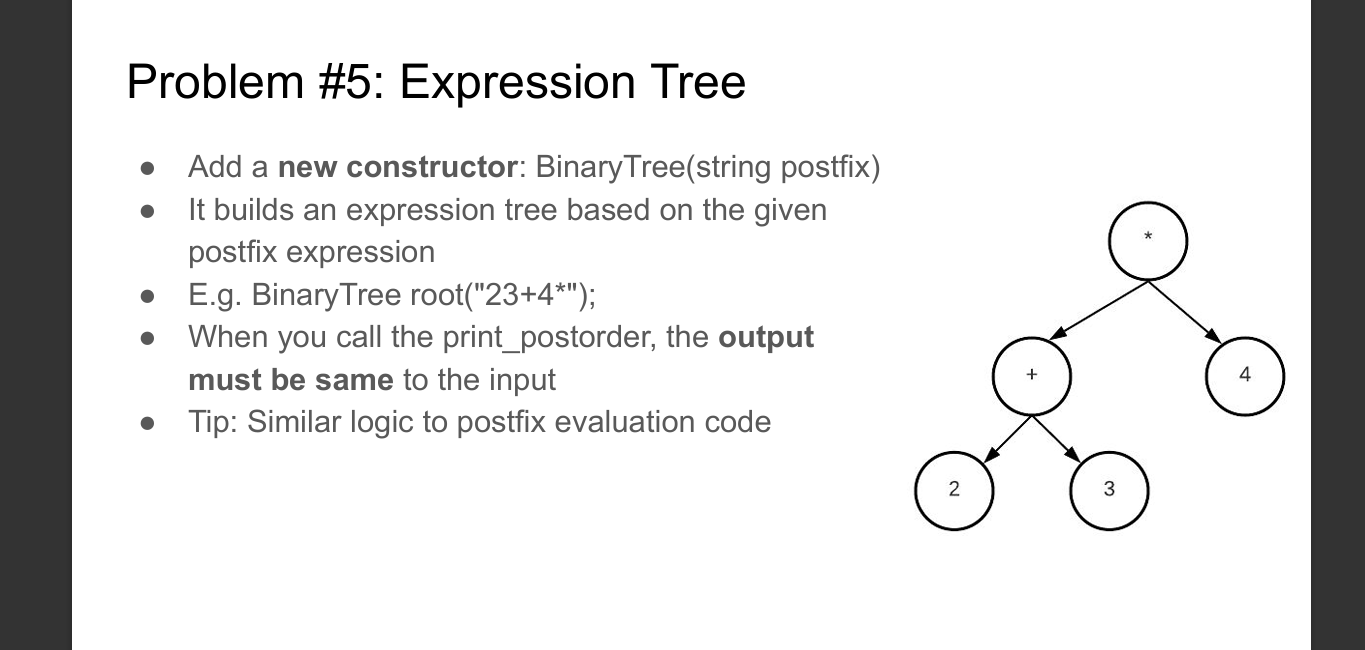 Problem #5: Expression Tree
● Add a new constructor: BinaryTree(string postfix)
● It builds an expression tree based on the given
postfix expression
● E.g. BinaryTree root("23+4*");
● When you call the print_postorder, the output
must be same to the input
● Tip: Similar logic to postfix evaluation code
*
+
4
2
3